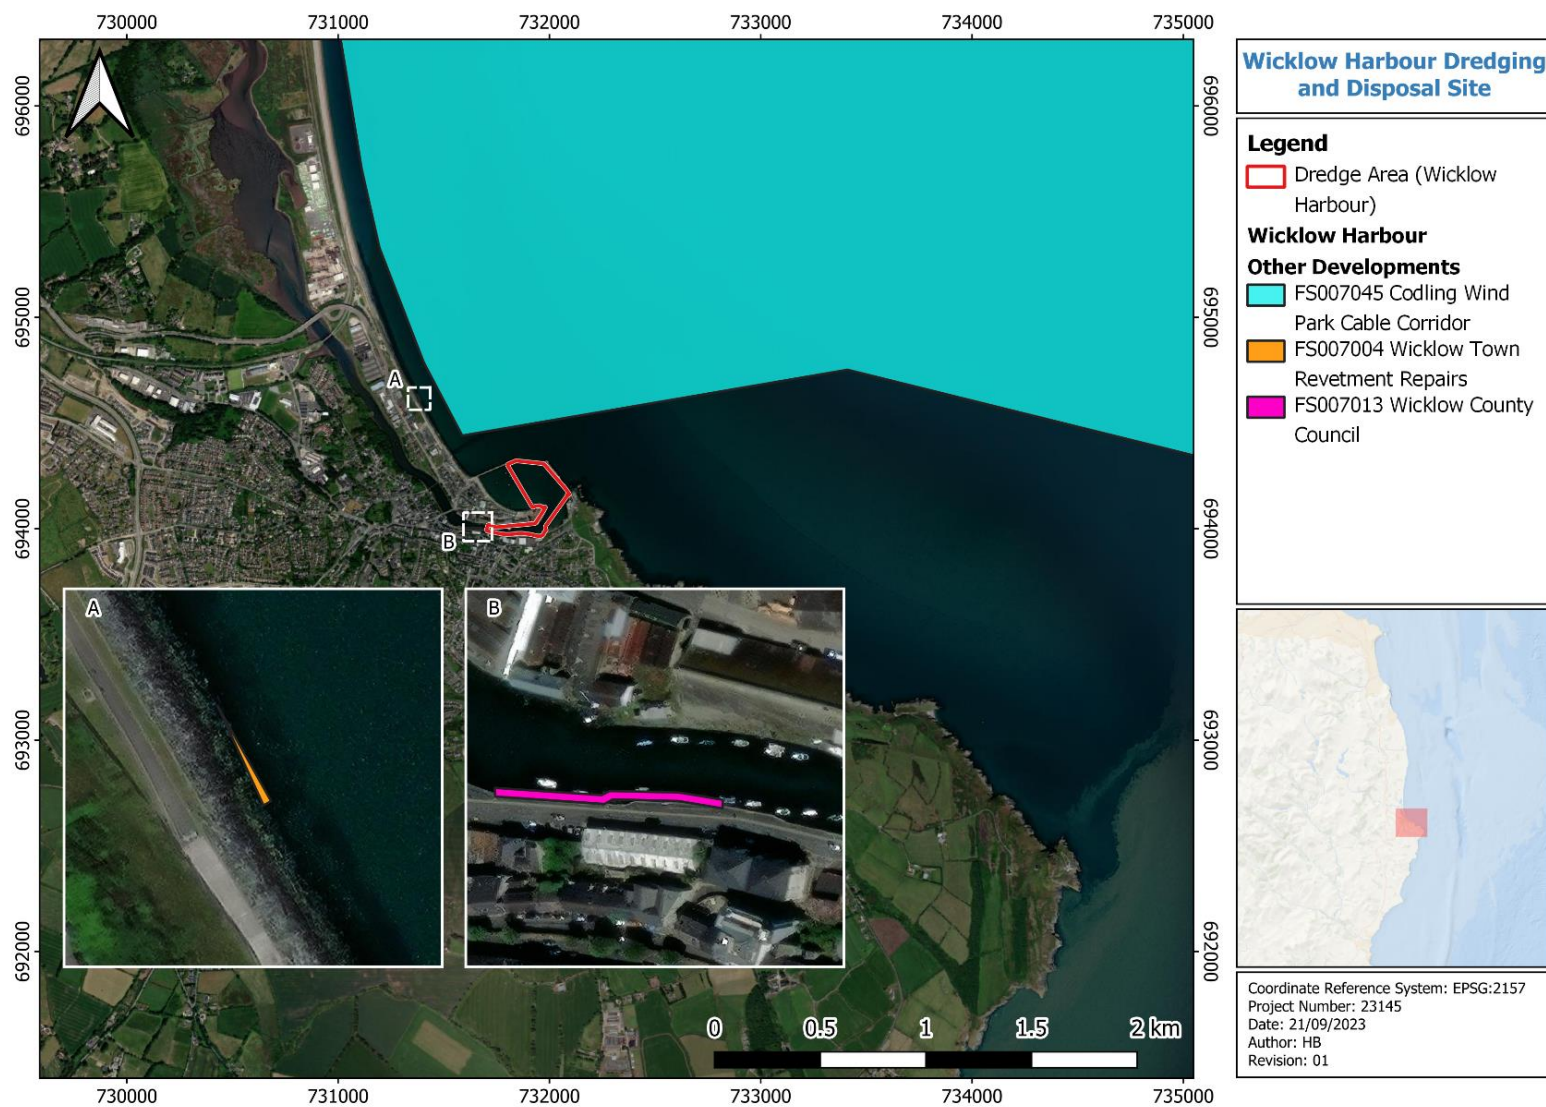 730000 731000 732000 733000 734000 735000
Wicklow Harbour Dredging
and Disposal Site
Legend
Dredge Area (Wicklow
Harbour)
Wicklow Harbour
Other Developments
FS007045 Codling Wind
Park Cable Corridor
FS007004 Wicklow Town
Revetment Repairs
FS007013 Wicklow County
Council
696000
695000
694000
693000
692000
696000
695000
694000
693000
692000
A
B
A
B
0 0.5 1 1.5 2 km
730000 731000 732000 733000 734000 735000
Coordinate Reference System: EPSG:2157
Project Number: 23145
Date: 21/09/2023
Author: HB
Revision: 01